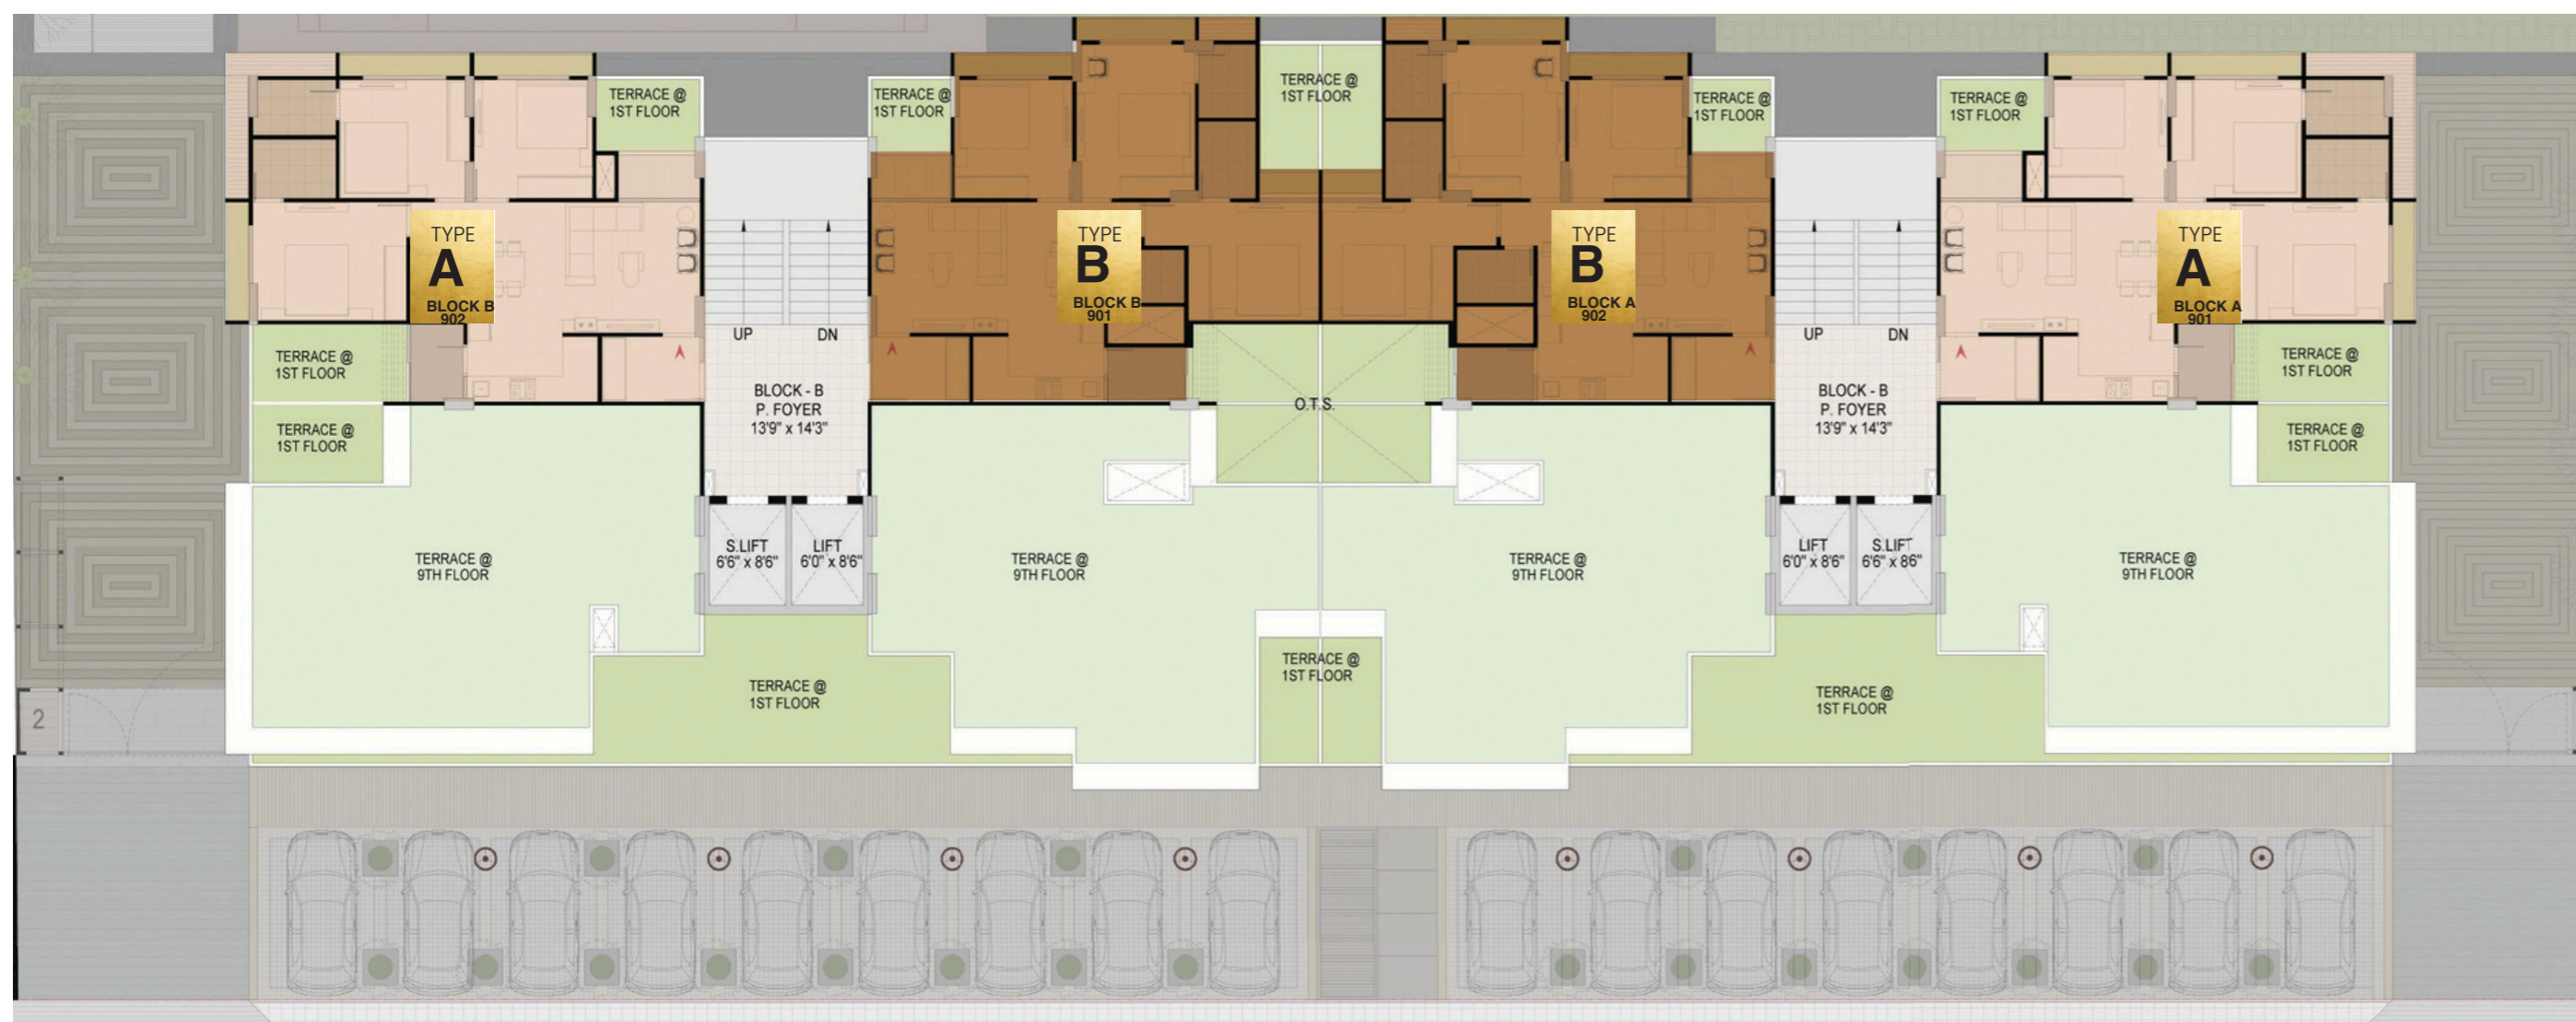 TERRACE @
1ST FLOOR
TERRACE @
1ST FLOOR
TERRACE @
1ST FLOOR
TERRACE @
1ST FLOOR
TERRACE @
1ST FLOOR
TYPE
A
BLOCK B
902
TYPE
B
BLOCK B
901
TYPE
B
BLOCK A
902
TYPE
A
BLOCK A
901
UP
DN
UP
DN
TERRACE @
1ST FLOOR
TERRACE @
1ST FLOOR
BLOCK - B
P. FOYER
13'9" x 14'3"
O.T.S.
BLOCK - B
P. FOYER
13'9" x 14'3"
TERRACE @
1ST FLOOR
TERRACE @
1ST FLOOR
TERRACE @
9TH FLOOR
S.LIFT
6'6" x 8'6"
LIFT
6'0" x 8'6"
TERRACE @
9TH FLOOR
TERRACE @
9TH FLOOR
LIFT
6'0" x 8'6"
S.LIFT
6'6" x 86"
TERRACE @
9TH FLOOR
TERRACE @
1ST FLOOR
TERRACE @
1ST FLOOR
TERRACE @
1ST FLOOR
2